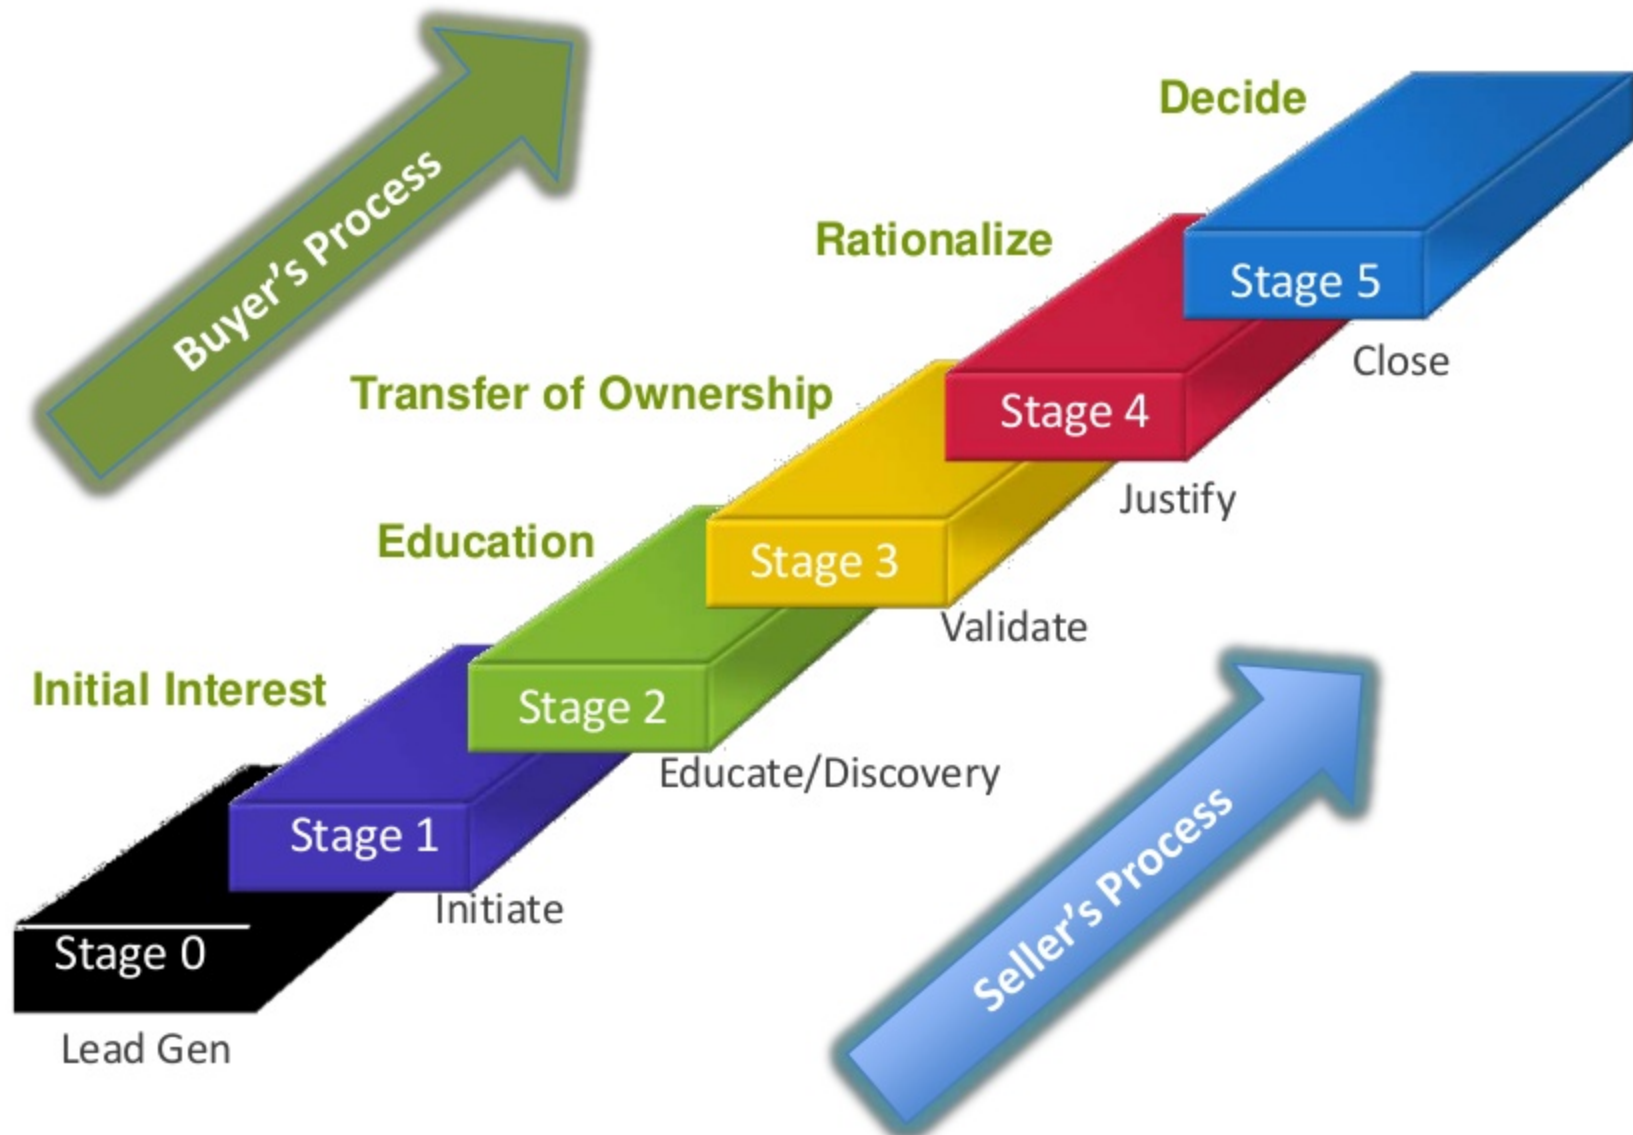 Buyer's Process
Decide
Stage 5
Close
Rationalize
Stage 4
Justify
Transfer of Ownership
Stage 3
Validate
Education
Stage 2
Educate/Discovery
Initial Interest
Stage 1
Initiate
Stage 0
Lead Gen
Seller's Process